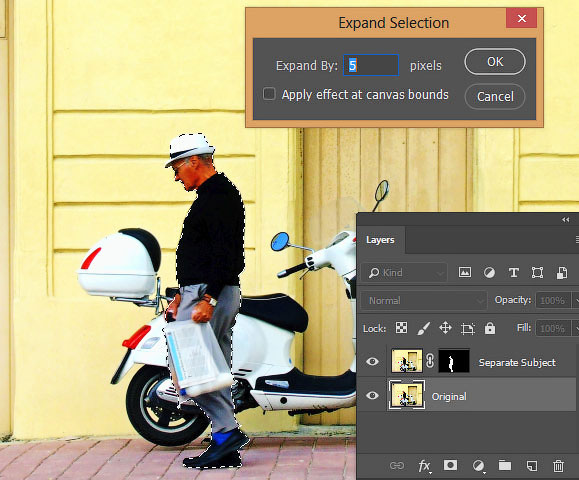 Expand Selection
Expand By: 5 pixels
OK
Apply effect at canvas bounds
Cancel
Layers
Kind
Normal
Opacity: 100%
Lock:
Fill: 100%
Separate Subject
Original
fx